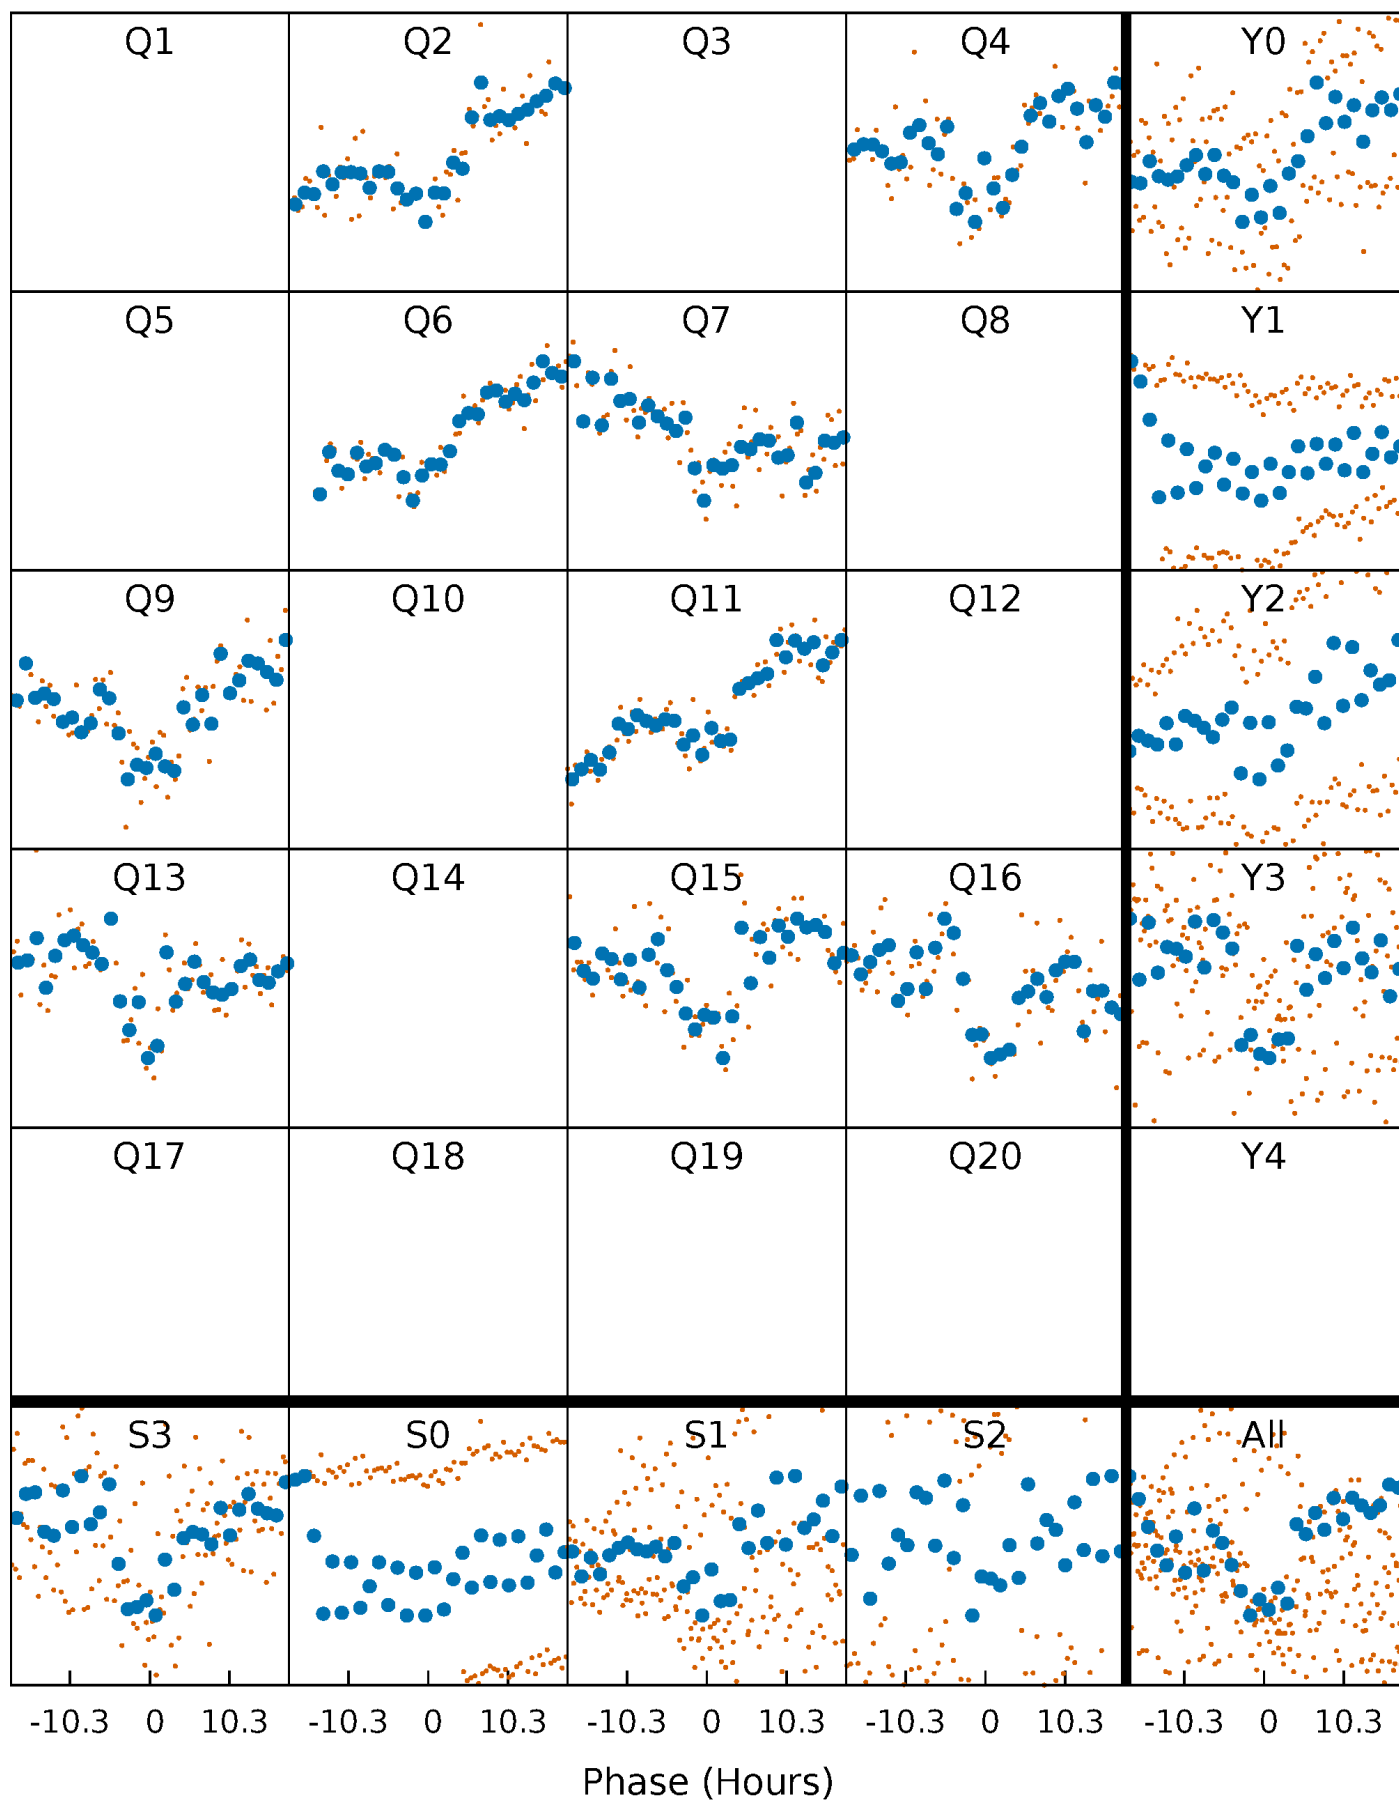 Q1 Q2 Q3 Q4 Y0
Q5 Q6 Q7 Q8 Y1
Q9 Q10 Q11 Q12 Y2
Q13 Q14 Q15 Q16 Y3
Q17 Q18 Q19 Q20 Y4
S3 S0 S1 S2 All
-10.3 0 10.3 -10.3 0 10.3 -10.3 0 10.3 -10.3 0 10.3 -10.3 0 10.3
Phase (Hours)